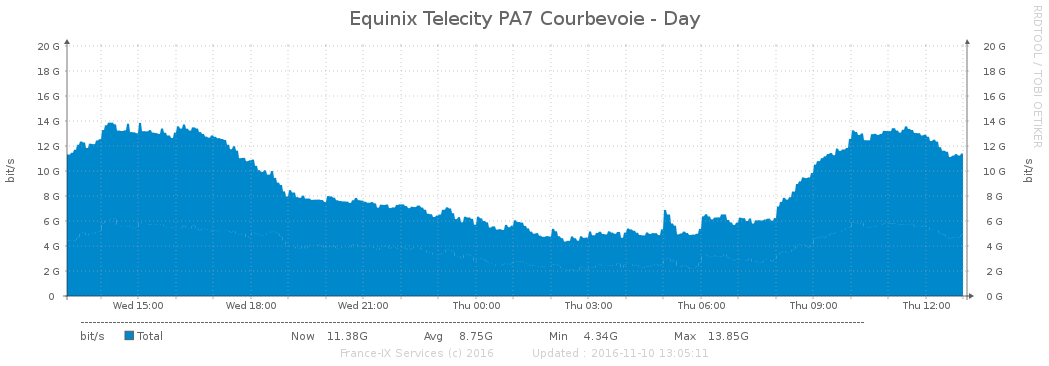 Equinix Telecity PA7 Courbevoie - Day
RRDTOOL / TOBI OETIKER
20 G 20 G
18 G 18 G
16 G 16 G
14 G 14 G
12 G 12 G
10 G 10 G
8 G 8 G
6 G 6 G
4 G 4 G
2 G 2 G
0 0 G
bit/s bit/s
Wed 15:00 Wed 18:00 Wed 21:00 Thu 00:00 Thu 03:00 Thu 06:00 Thu 09:00 Thu 12:00
bit/s Total Now 11.38G Avg 8.75G Min 4.34G Max 13.85G
France-IX Services (c) 2016 Updated : 2016-11-10 13:05:11